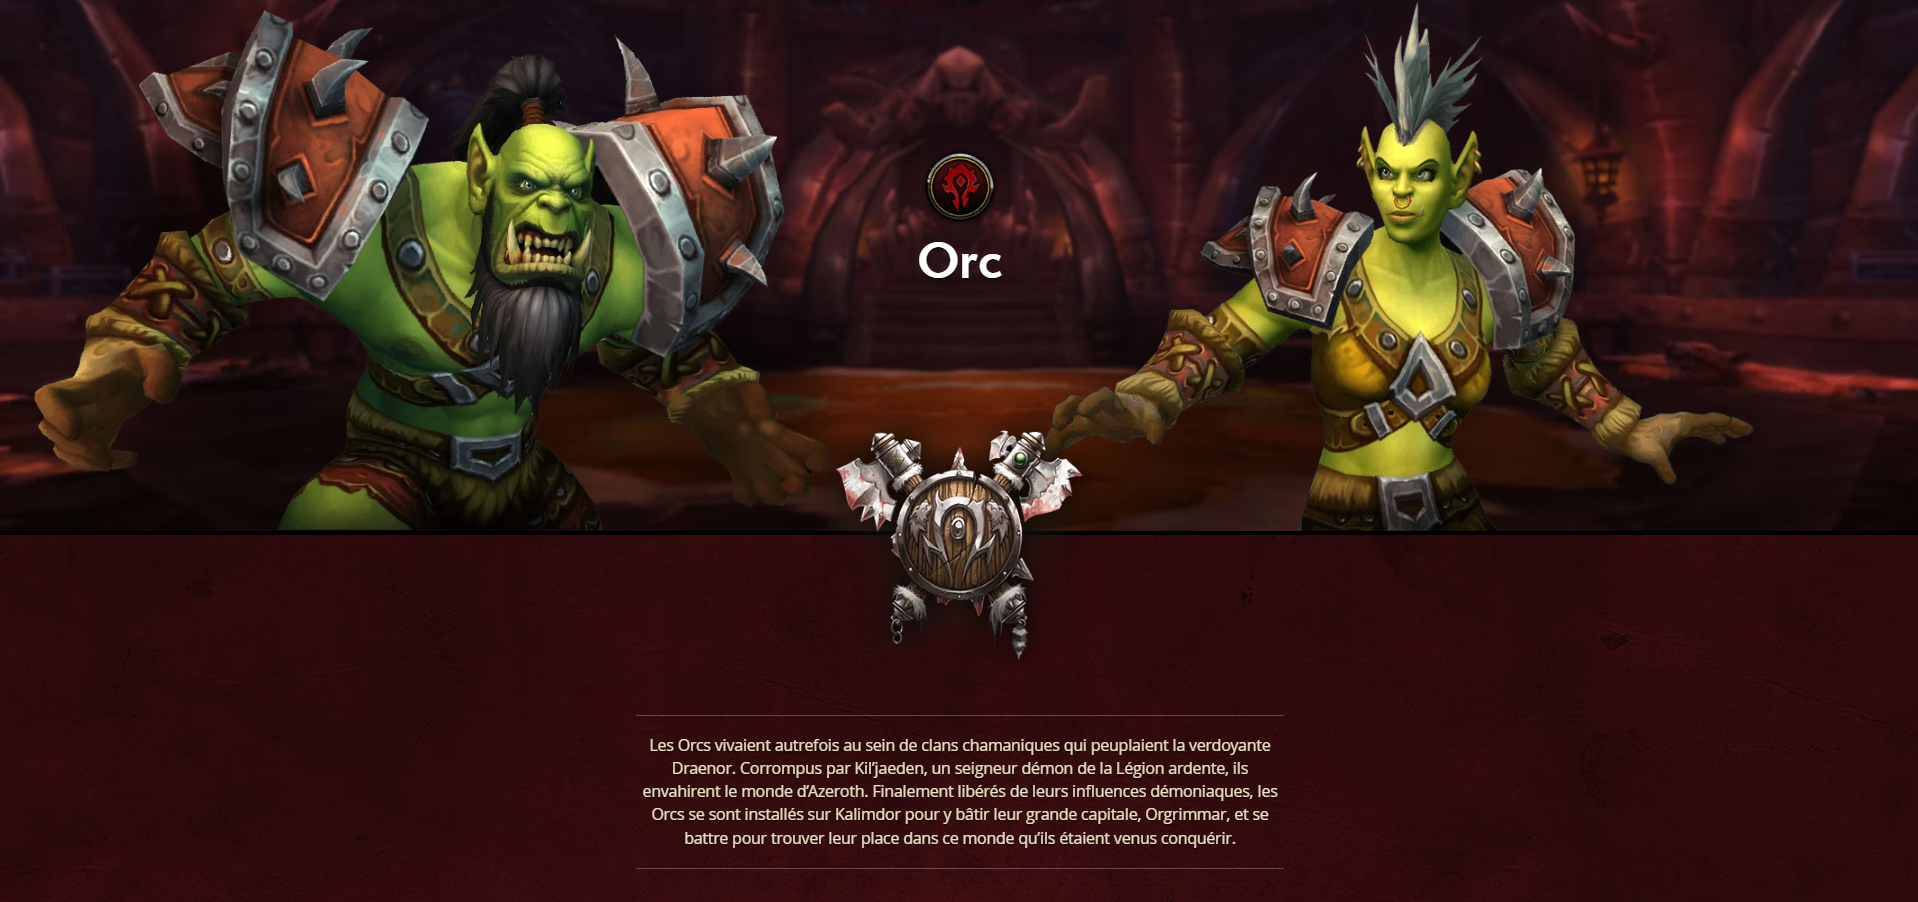 Orc
Les Orcs vivaient autrefois au sein de clans chamaniques qui peuplaient la verdoyante
Draenor. Corrompus par Kil’jaeden, un seigneur démon de la Légion ardente, ils
envahirent le monde d’Azeroth. Finalement libérés de leurs influences démoniaques, les
Orcs se sont installés sur Kalimdor pour y bâtir leur grande capitale, Orgrimmar, et se
battre pour trouver leur place dans ce monde qu’ils étaient venus conquérir.